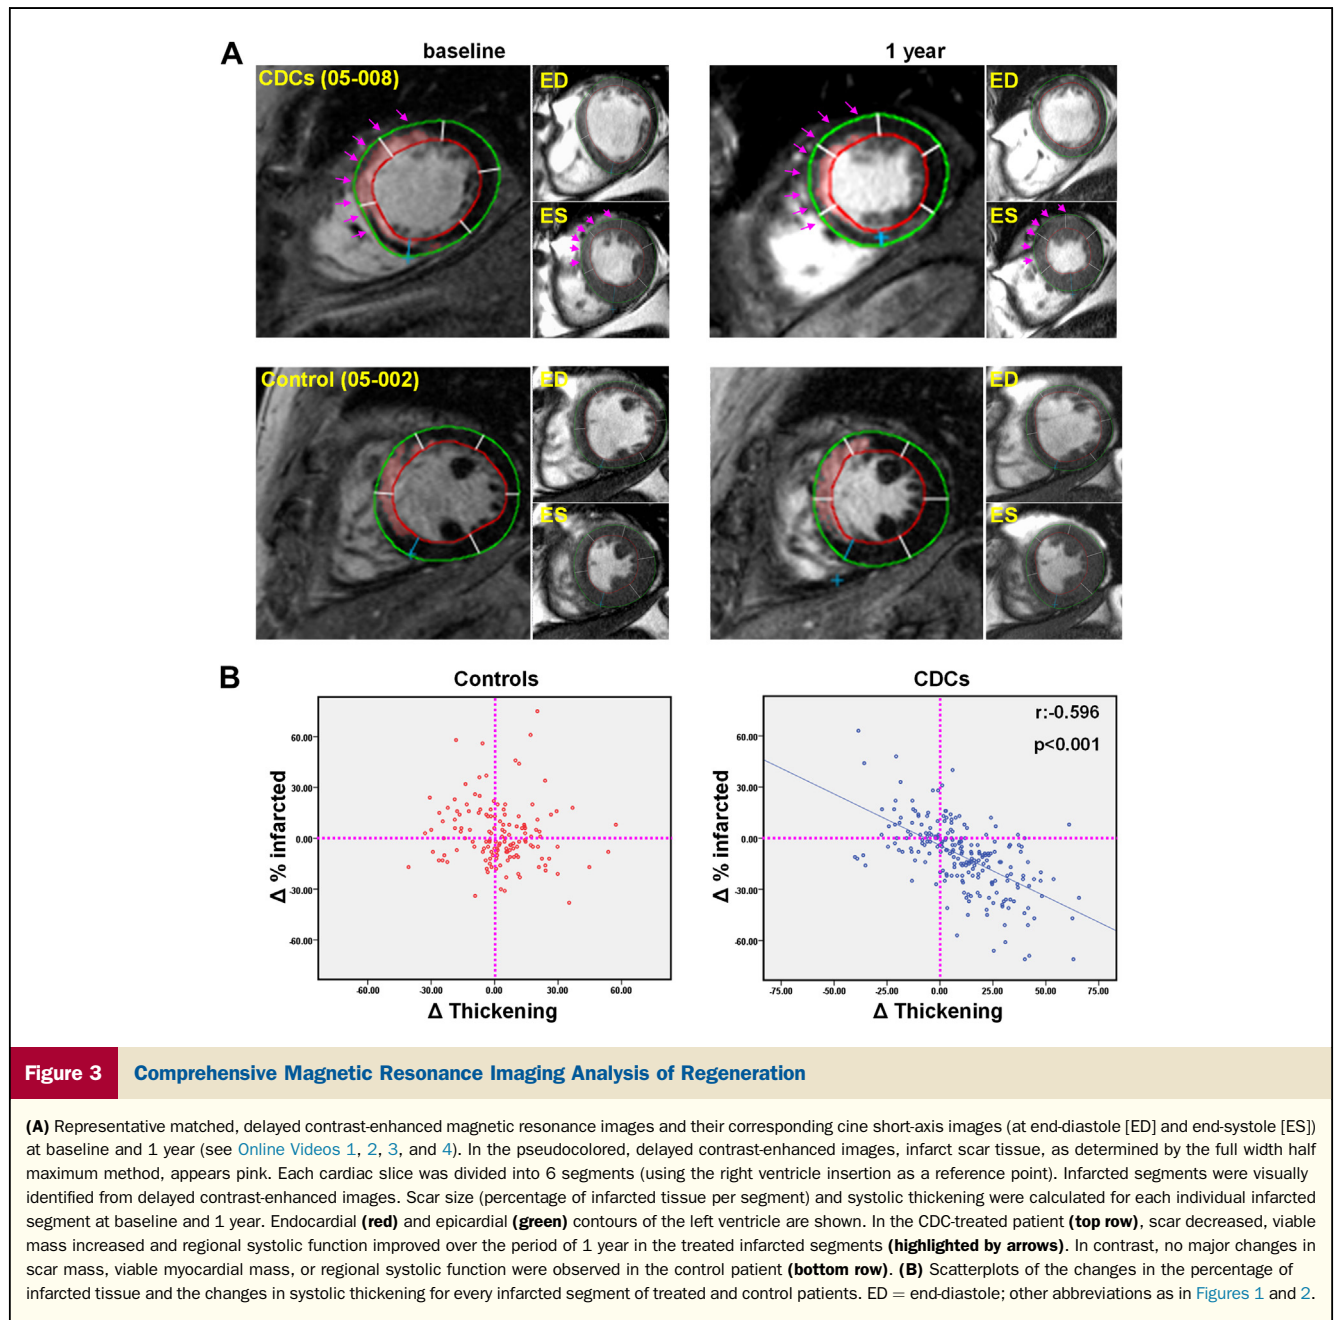 A
baseline
1 year
CDCs (05-008)
ED
ES
ED
ES
Control (05-002)
ED
ES
ED
ES
B
Controls
CDCs
r:-0.596
p<0.001
Δ % infarcted
60.00
30.00
0.00
-30.00
-60.00
-60.00 -30.00 0.00 30.00 60.00
Δ Thickening
Δ % infarcted
60.00
30.00
0.00
-30.00
-60.00
-75.00 -50.00 -25.00 0.00 25.00 50.00 75.00
Δ Thickening
Figure 3 Comprehensive Magnetic Resonance Imaging Analysis of Regeneration
(A) Representative matched, delayed contrast-enhanced magnetic resonance images and their corresponding cine short-axis images (at end-diastole [ED] and end-systole [ES])
at baseline and 1 year (see Online Videos 1, 2, 3, and 4). In the pseudocolored, delayed contrast-enhanced images, infarct scar tissue, as determined by the full width half
maximum method, appears pink. Each cardiac slice was divided into 6 segments (using the right ventricle insertion as a reference point). Infarcted segments were visually
identified from delayed contrast-enhanced images. Scar size (percentage of infarcted tissue per segment) and systolic thickening were calculated for each individual infarcted
segment at baseline and 1 year. Endocardial (red) and epicardial (green) contours of the left ventricle are shown. In the CDC-treated patient (top row), scar decreased, viable
mass increased and regional systolic function improved over the period of 1 year in the treated infarcted segments (highlighted by arrows). In contrast, no major changes in
scar mass, viable myocardial mass, or regional systolic function were observed in the control patient (bottom row). (B) Scatterplots of the changes in the percentage of
infarcted tissue and the changes in systolic thickening for every infarcted segment of treated and control patients. ED = end-diastole; other abbreviations as in Figures 1 and 2.